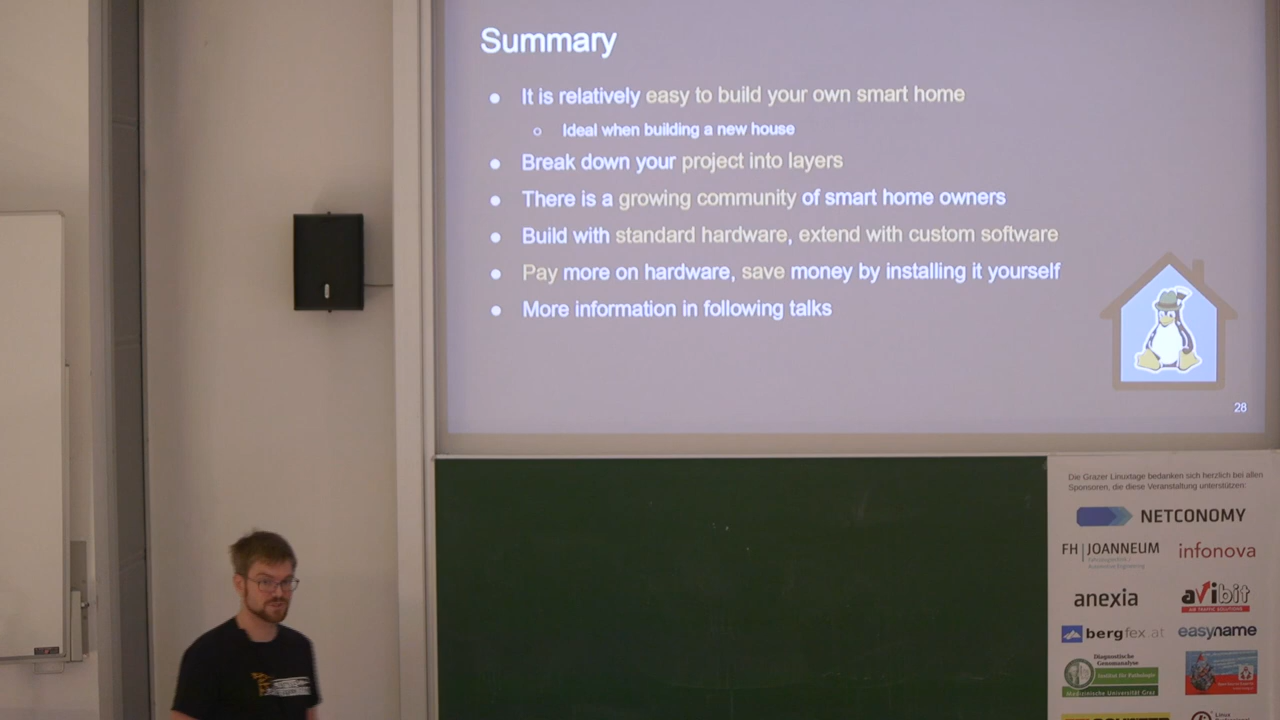 Summary
It is relatively easy to build your own smart home
Ideal when building a new house
Break down your project into layers
There is a growing community of smart home owners
Build with standard hardware, extend with custom software
Pay more on hardware, save money by installing it yourself
More information in following talks
28
Die Grazer Linuxtage bedanken sich herzlich bei allen
Sponsoren, die diese Veranstaltung unterstützen:
NETCONOMY
FH JOANNEUM
infonova
anexia
avibit
AIR TRAFFIC SOLUTIONS
bergfex.at
easyname
Diagnostische
Genomanalyse
Institut für Pathologie
Medizinische Universität Graz
Linux